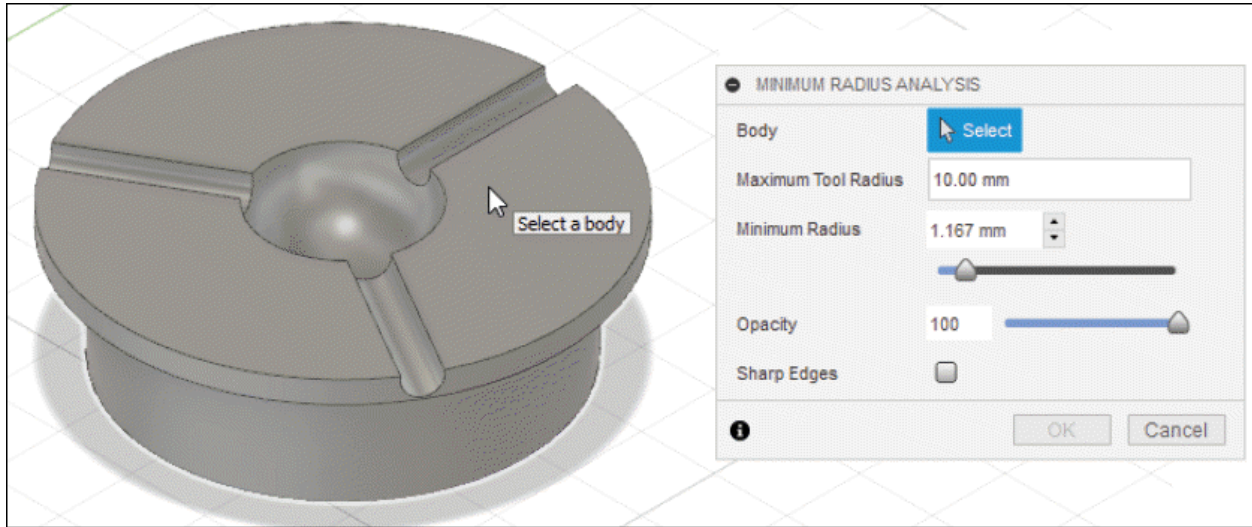 MINIMUM RADIUS ANALYSIS
Body Select
Maximum Tool Radius 10.00 mm
Minimum Radius 1.167 mm
Select a body
Opacity 100
Sharp Edges
OK Cancel